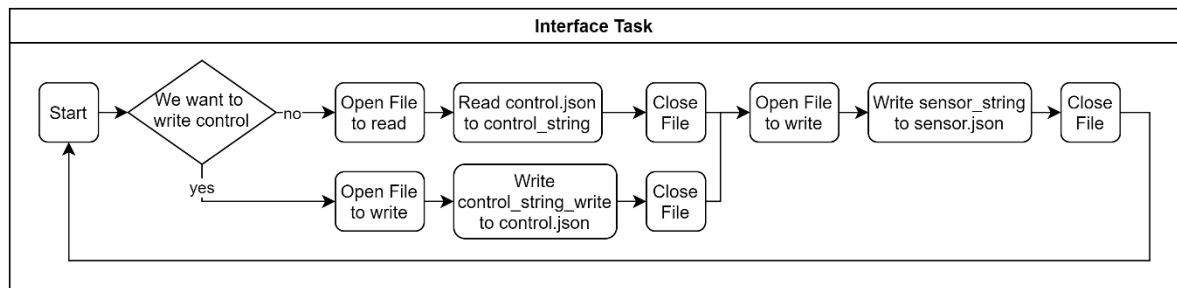 Interface Task
Start
We want to
write control
no
Open File
to read
Read control.json
to control_string
Close
File
Open File
to write
Write sensor_string
to sensor.json
Close
File
yes
Open File
to write
Write
control_string_write
to control.json
Close
File